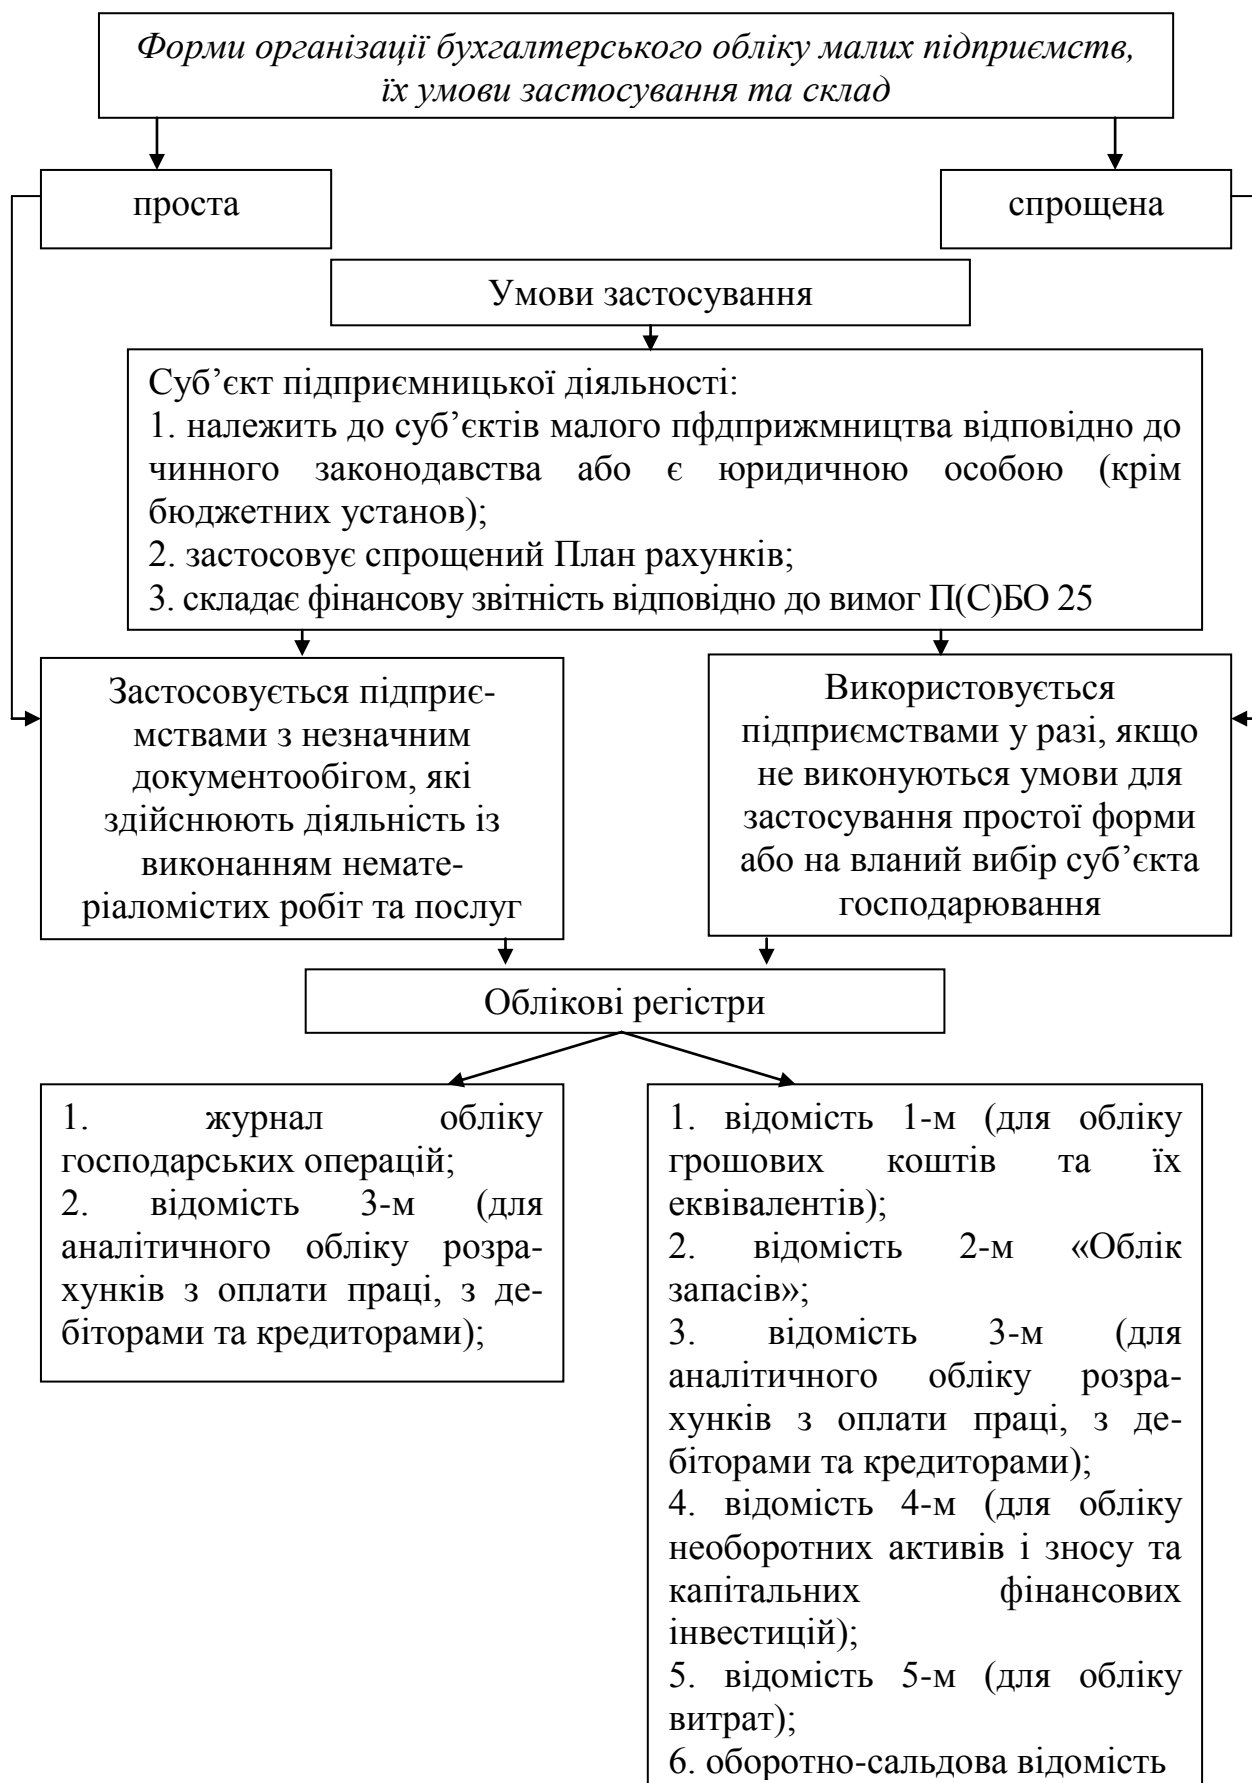 Форми організації бухгалтерського обліку малих підприємств,
їх умови застосування та склад
проста
спрощена
Умови застосування
Суб’єкт підприємницької діяльності:
1. належить до суб’єктів малого пфдприжмництва відповідно до
чинного законодавства або є юридичною особою (крім
бюджетних установ);
2. застосовує спрощений План рахунків;
3. складає фінансову звітність відповідно до вимог П(С)БО 25
Застосовується підприє-
мствами з незначним
документообігом, які
здійснюють діяльність із
виконанням немате-
ріаломістих робіт та послуг
Використовується
підприємствами у разі, якщо
не виконуються умови для
застосування простої форми
або на вланий вибір суб’єкта
господарювання
Облікові регістри
1. журнал обліку
господарських операцій;
2. відомість 3-м (для
аналітичного обліку розра-
хунків з оплати праці, з де-
біторами та кредиторами);
1. відомість 1-м (для обліку
грошових коштів та їх
еквівалентів);
2. відомість 2-м «Облік
запасів»;
3. відомість 3-м (для
аналітичного обліку розра-
хунків з оплати праці, з де-
біторами та кредиторами);
4. відомість 4-м (для обліку
необоротних активів і зносу та
капітальних фінансових
інвестицій);
5. відомість 5-м (для обліку
витрат);
6. оборотно-сальдова відомість